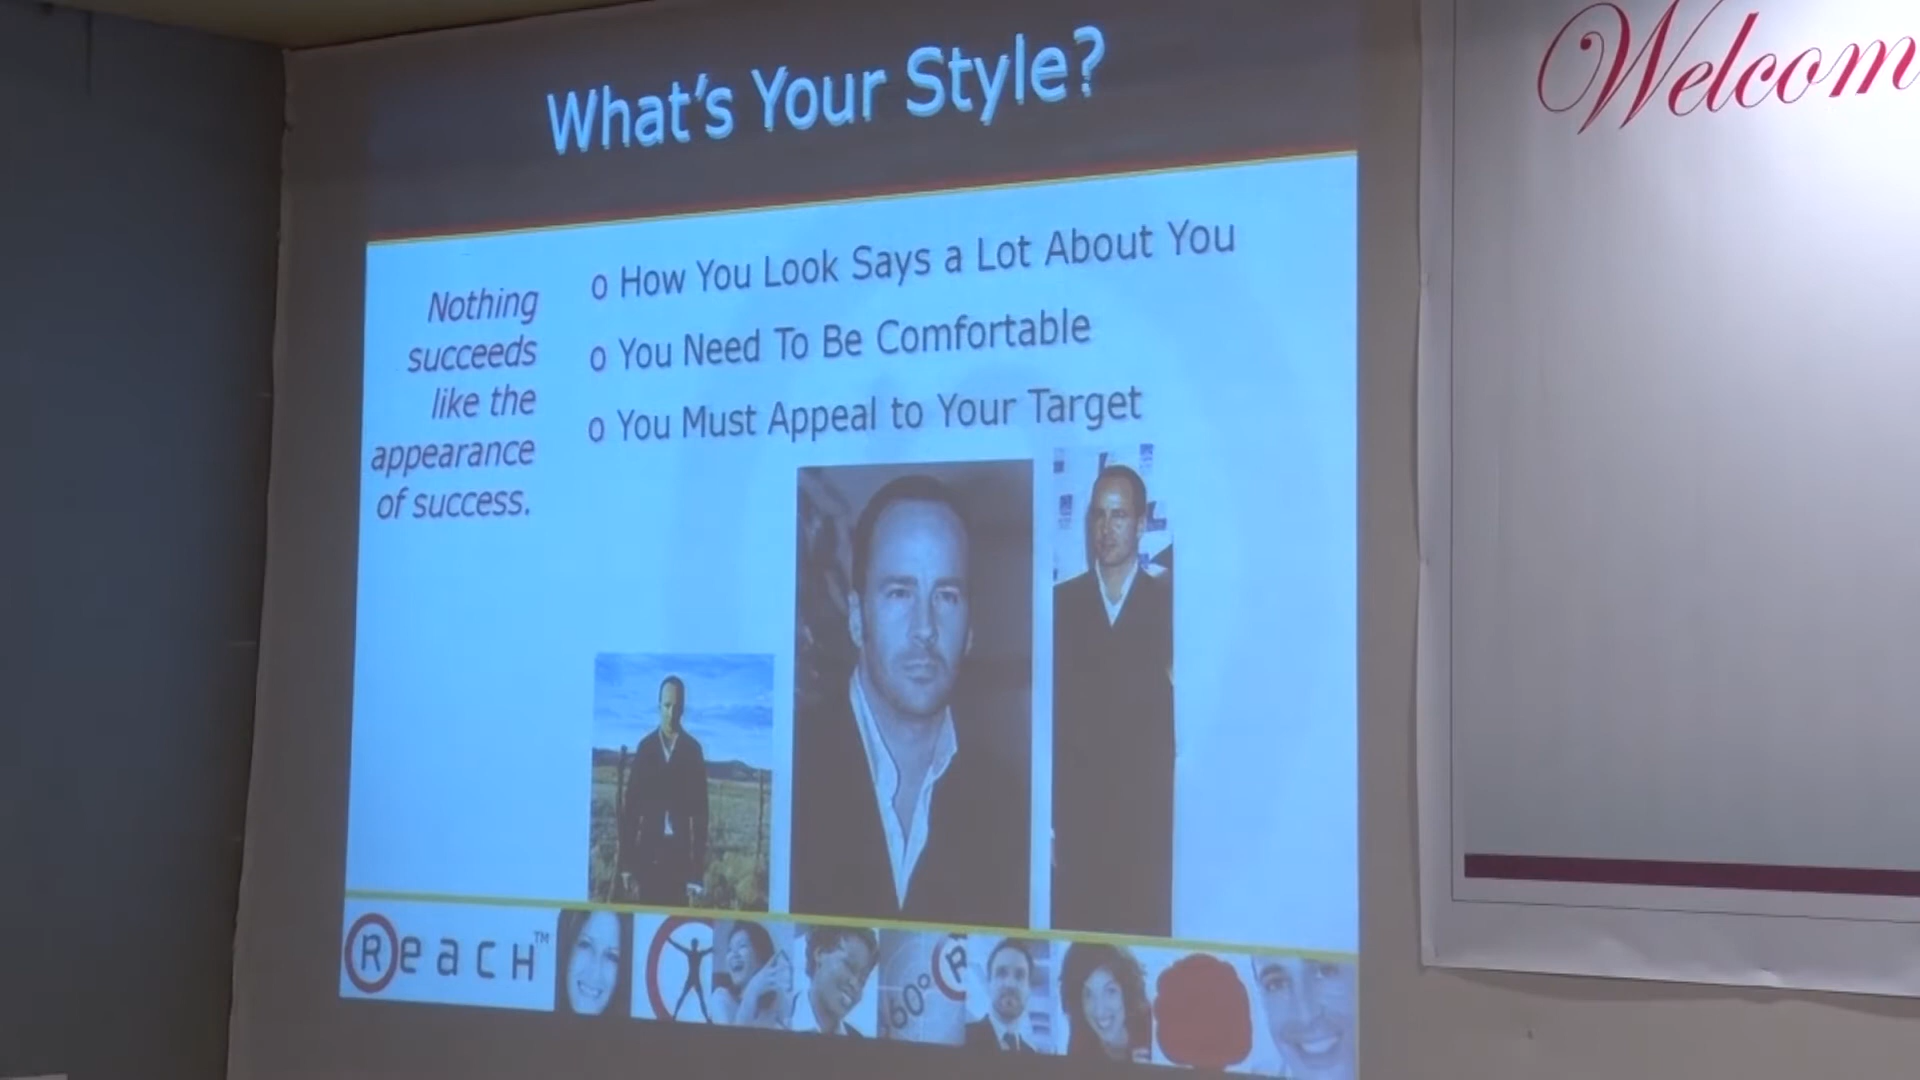 What's Your Style?
Welcom
Nothing
succeeds
like the
appearance
of success.
o How You Look Says a Lot About You
o You Need To Be Comfortable
o You Must Appeal to Your Target
ReacH™
60°
R